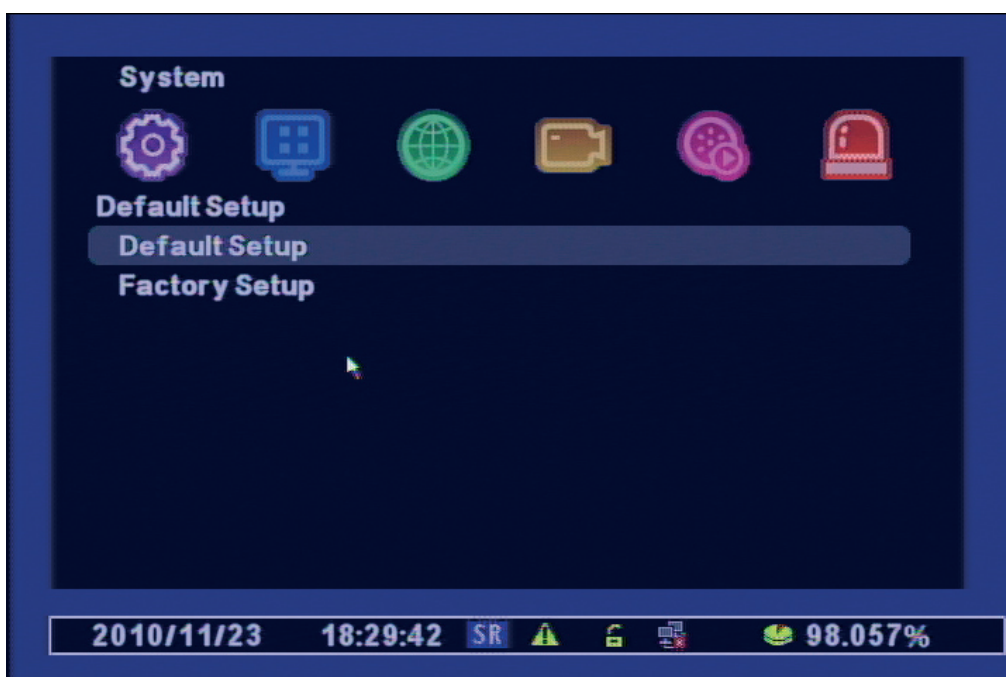 System
Default Setup
Default Setup
Factory Setup
2010/11/23 18:29:42 SR 98.057%